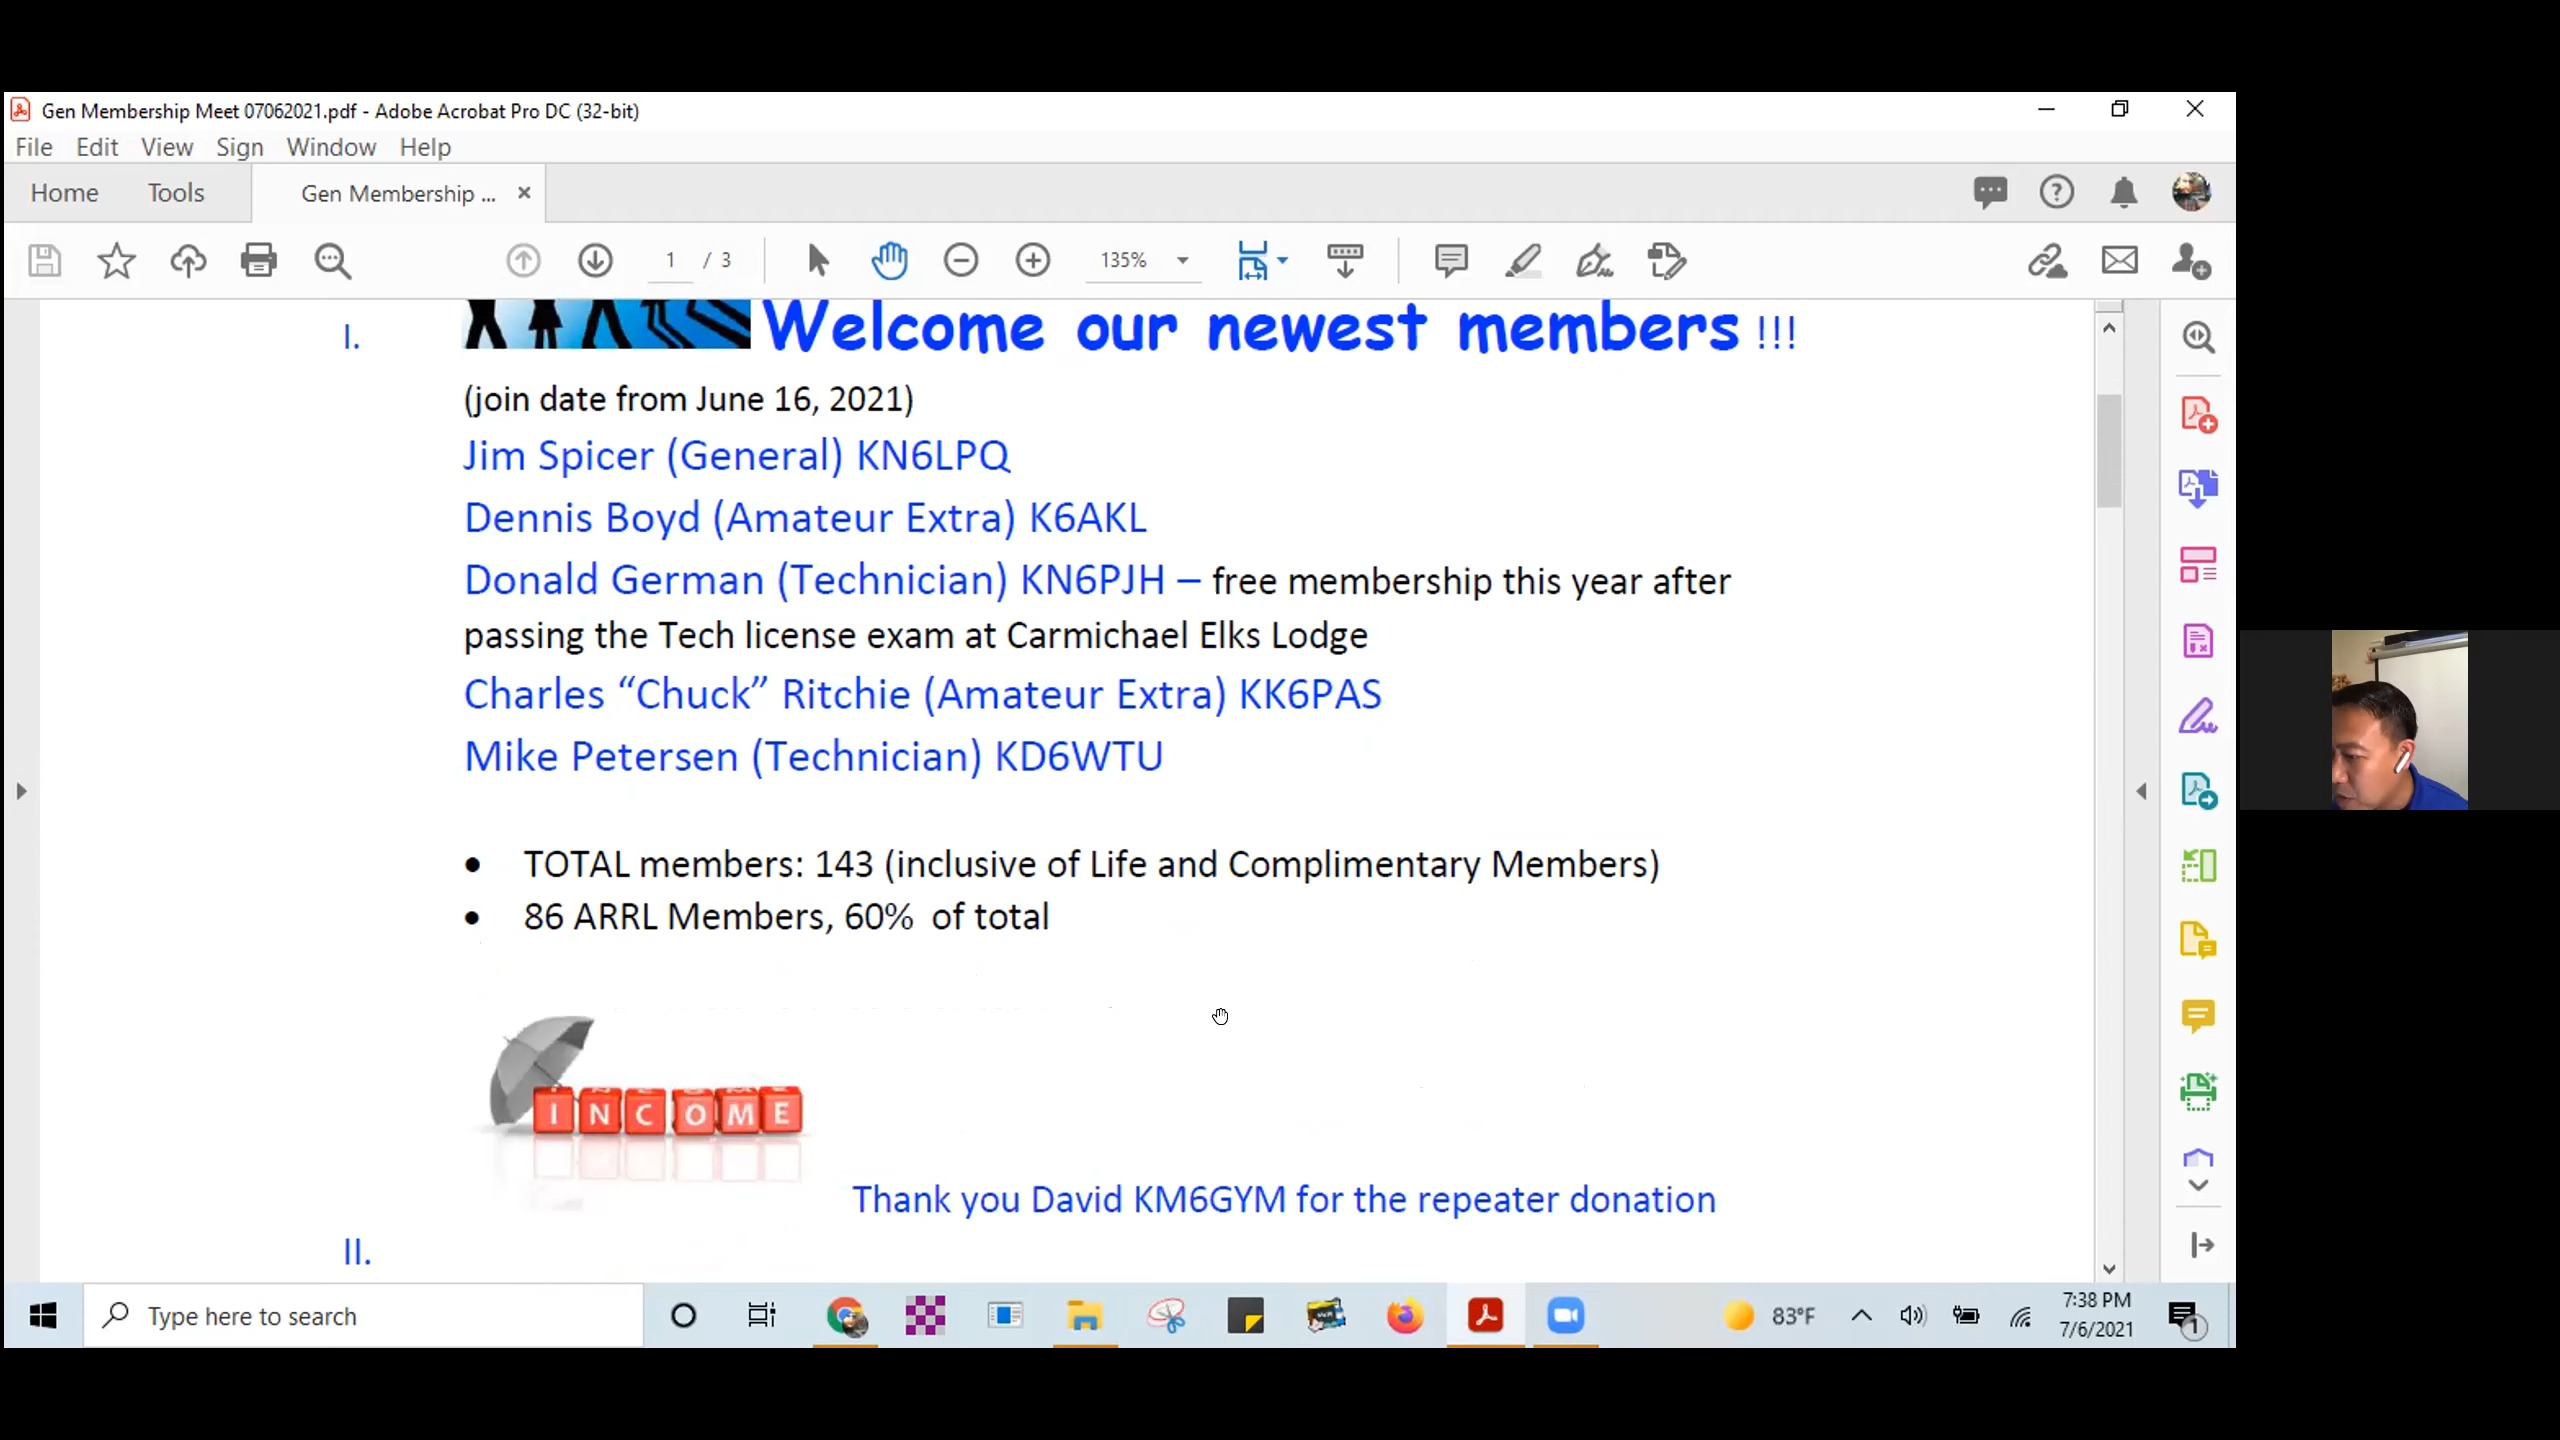 Gen Membership Meet 07062021.pdf - Adobe Acrobat Pro DC (32-bit)
File Edit View Sign Window Help
Home Tools Gen Membership ...
1 / 3 135%
I. Welcome our newest members !!!
(join date from June 16, 2021)
Jim Spicer (General) KN6LPQ
Dennis Boyd (Amateur Extra) K6AKL
Donald German (Technician) KN6PJH – free membership this year after
passing the Tech license exam at Carmichael Elks Lodge
Charles “Chuck” Ritchie (Amateur Extra) KK6PAS
Mike Petersen (Technician) KD6WTU
• TOTAL members: 143 (inclusive of Life and Complimentary Members)
• 86 ARRL Members, 60% of total
INCOME
Thank you David KM6GYM for the repeater donation
II.
Type here to search
83°F
7:38 PM
7/6/2021
1